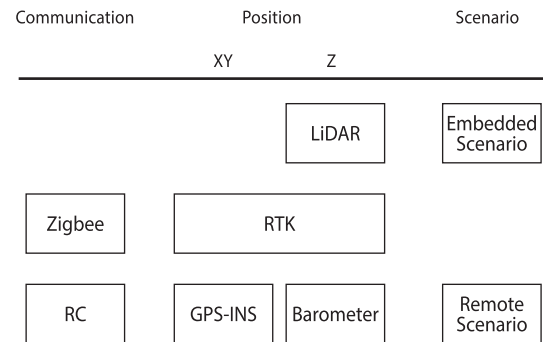 Communication Position Scenario
XY Z
LiDAR Embedded
Scenario
Zigbee RTK
RC GPS-INS Barometer Remote
Scenario